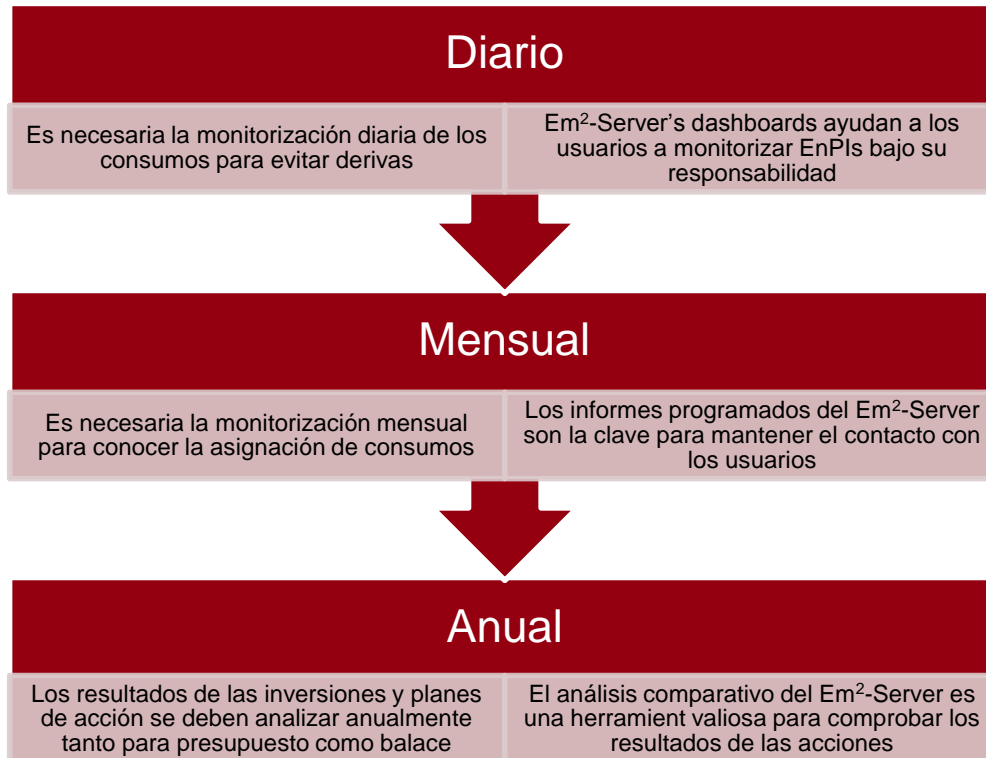 Diario
Es necesaria la monitorización diaria de los
consumos para evitar derivas
Em²-Server's dashboards ayudan a los
usuarios a monitorizar EnPIs bajo su
responsabilidad
Mensual
Es necesaria la monitorización mensual
para conocer la asignación de consumos
Los informes programados del Em²-Server
son la clave para mantener el contacto con
los usuarios
Anual
Los resultados de las inversiones y planes
de acción se deben analizar anualmente
tanto para presupuesto como balace
El análisis comparativo del Em²-Server es
una herramient valiosa para comprobar los
resultados de las acciones